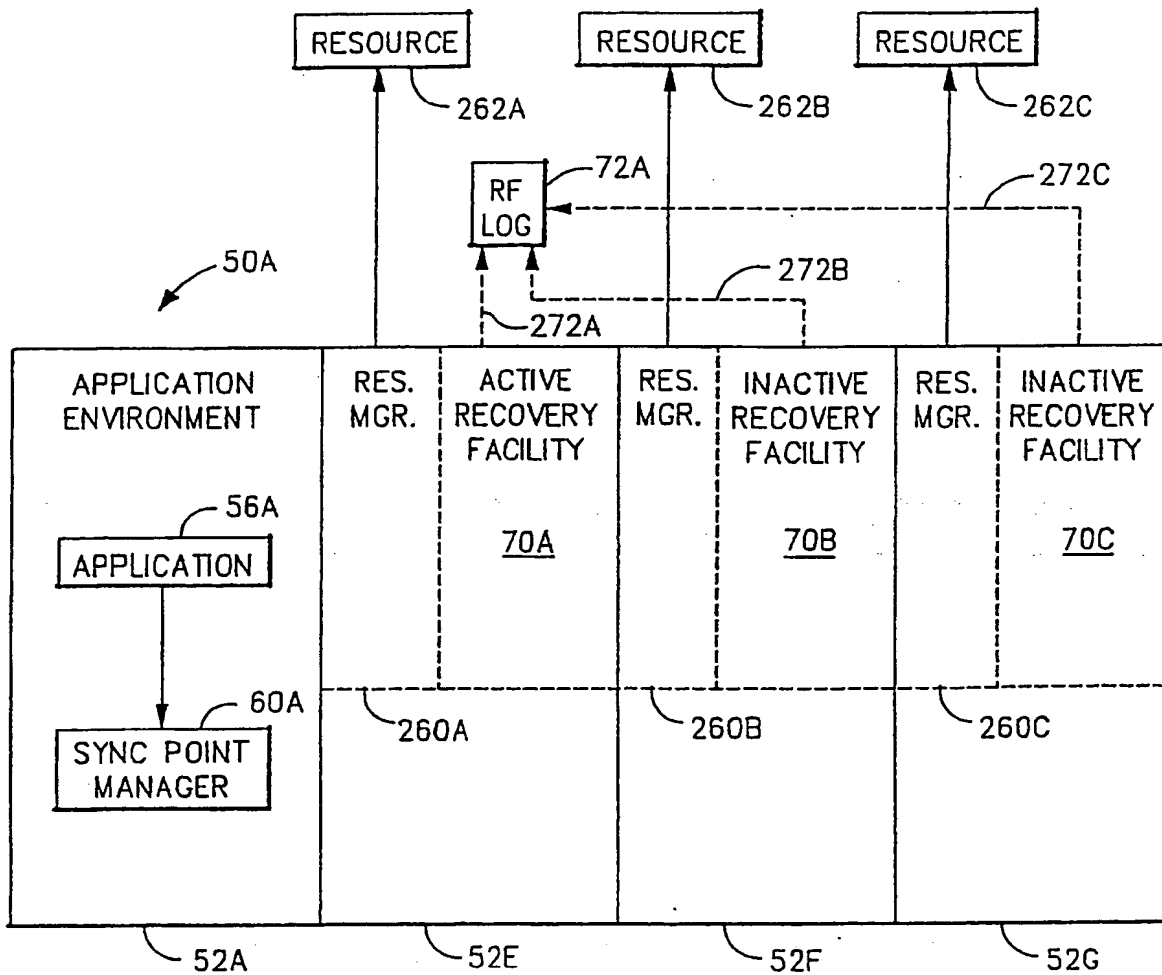 RESOURCE
RESOURCE
RESOURCE
262A
262B
262C
72A
RF
LOG
272C
50A
272B
272A
APPLICATION
ENVIRONMENT
RES.
MGR.
ACTIVE
RECOVERY
FACILITY
RES.
MGR.
INACTIVE
RECOVERY
FACILITY
RES.
MGR.
INACTIVE
RECOVERY
FACILITY
56A
70A
70B
70C
APPLICATION
60A
260A
260B
260C
SYNC POINT
MANAGER
52A
52E
52F
52G